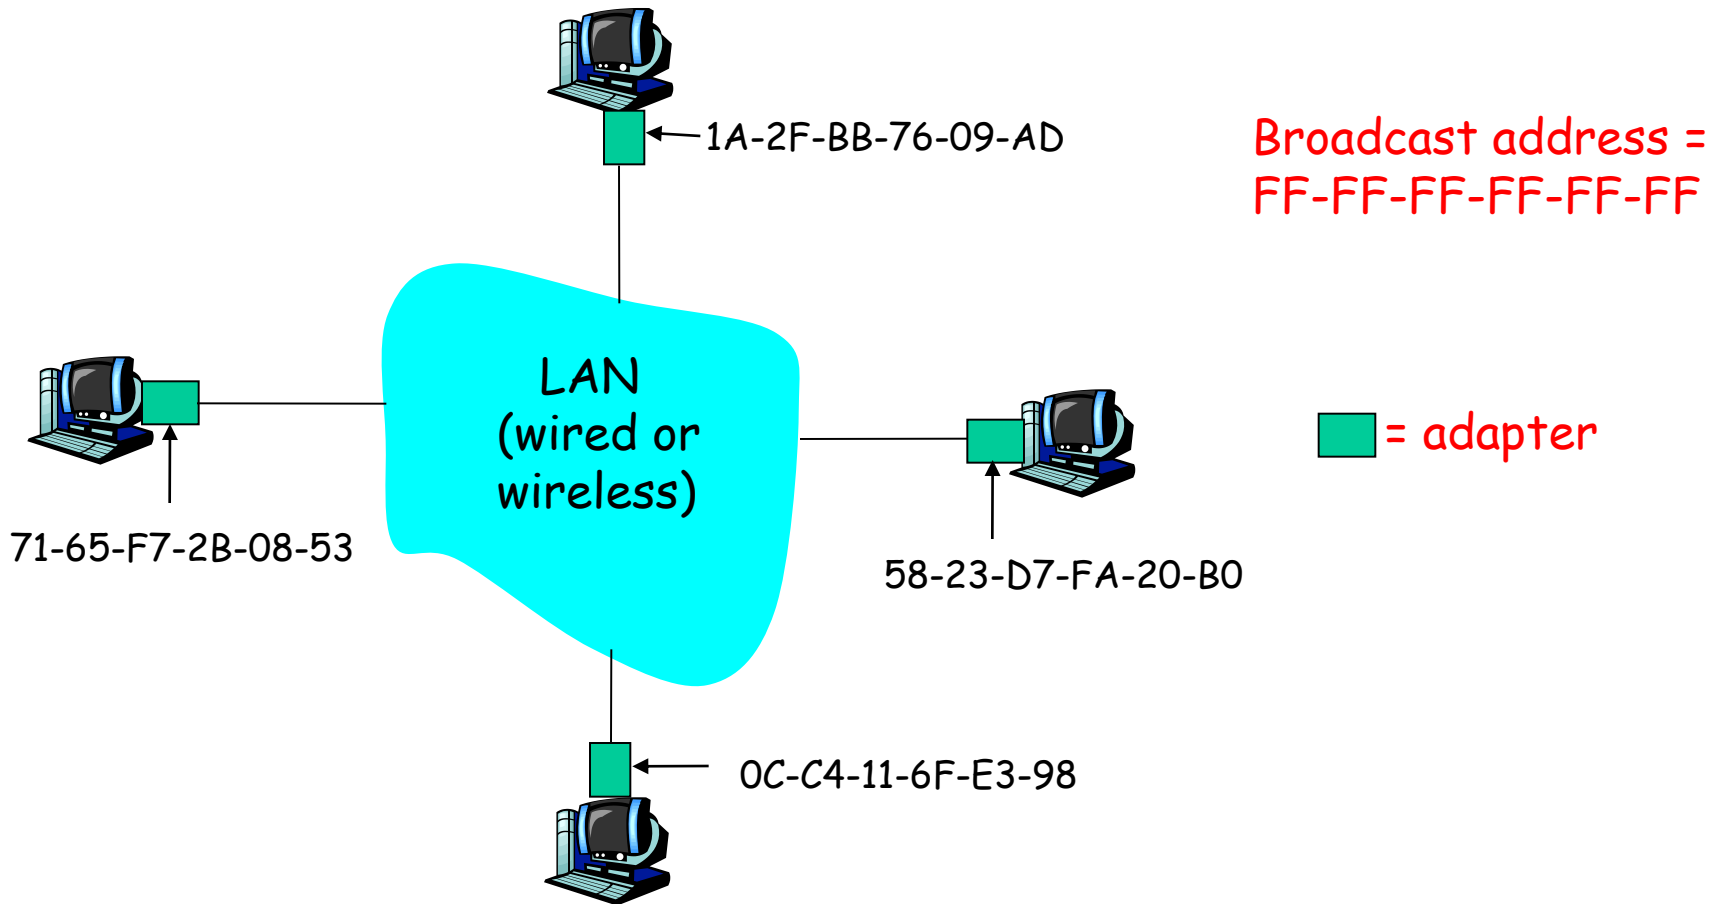 1A-2F-BB-76-09-AD
Broadcast address =
FF-FF-FF-FF-FF-FF
LAN
(wired or
wireless)
= adapter
71-65-F7-2B-08-53
58-23-D7-FA-20-B0
0C-C4-11-6F-E3-98